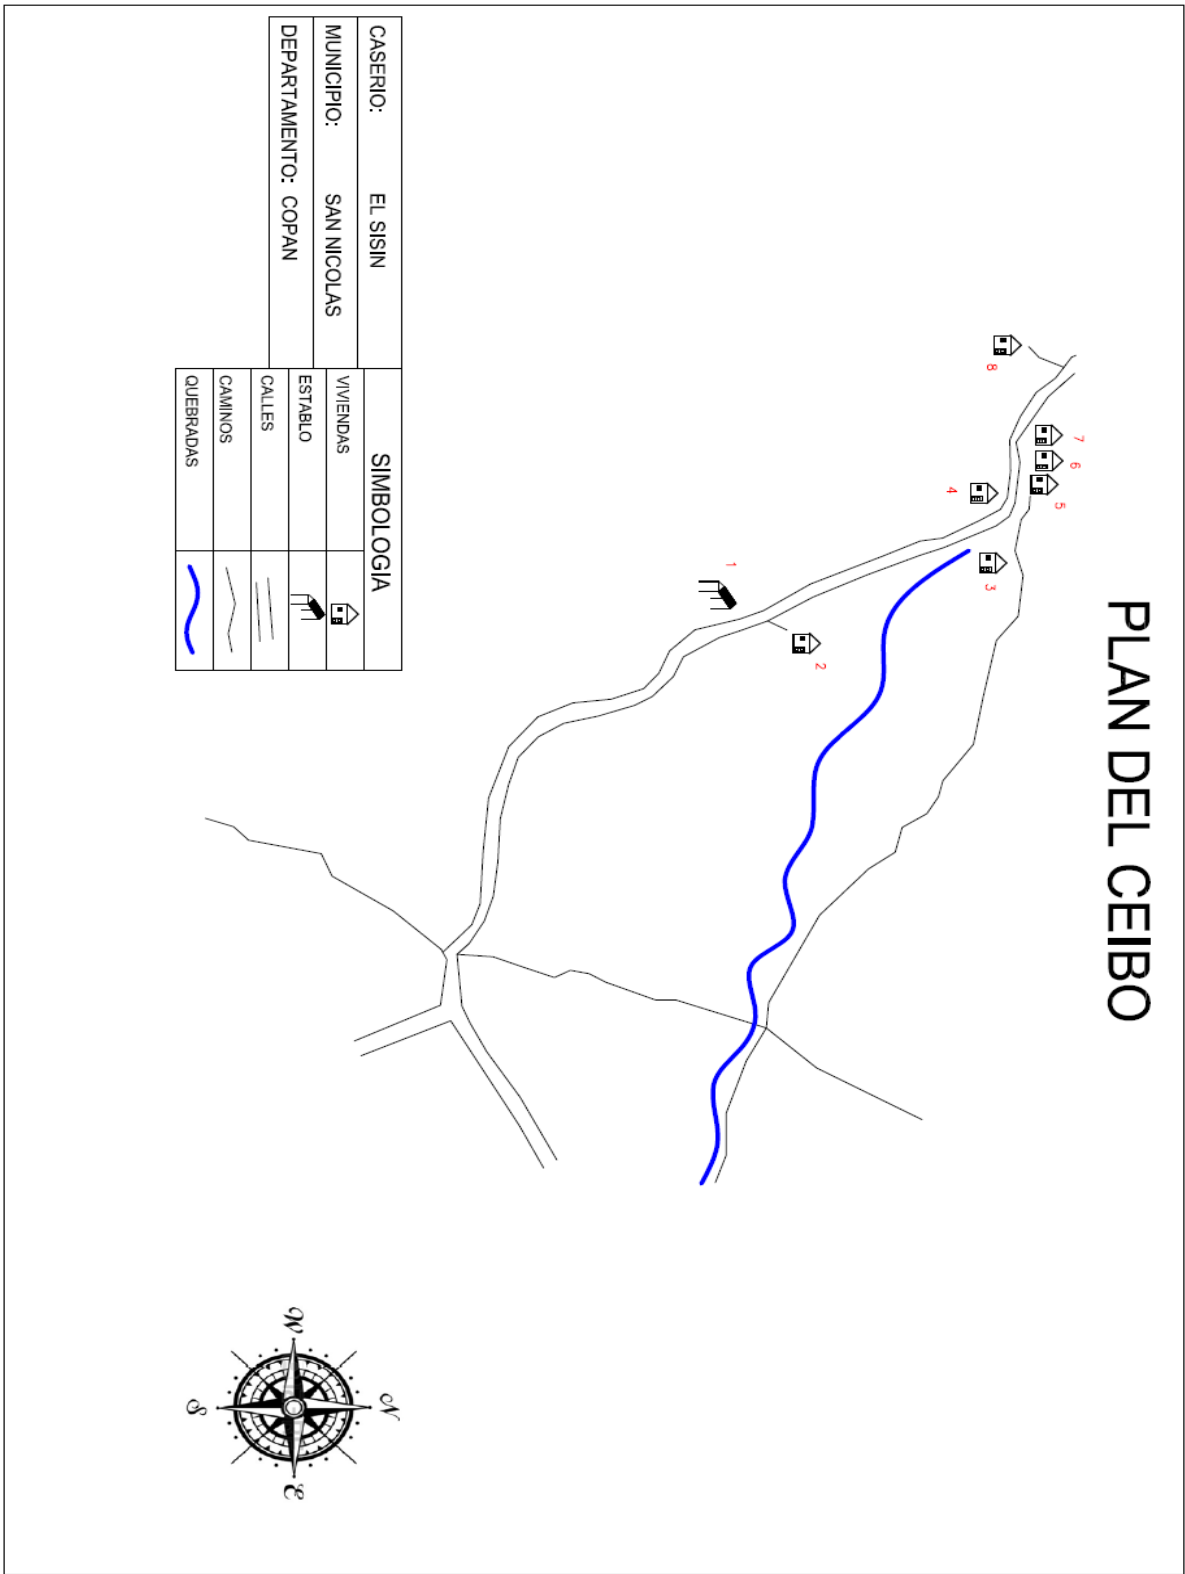 PLAN DEL CEIBO
8
7
6
5
4
3
1
2
CASERIO: EL SISIN
MUNICIPIO: SAN NICOLAS
DEPARTAMENTO: COPAN
SIMBOLOGIA
VIVIENDAS
ESTABLO
CALLES
CAMINOS
QUEBRADAS
N
W
E
S